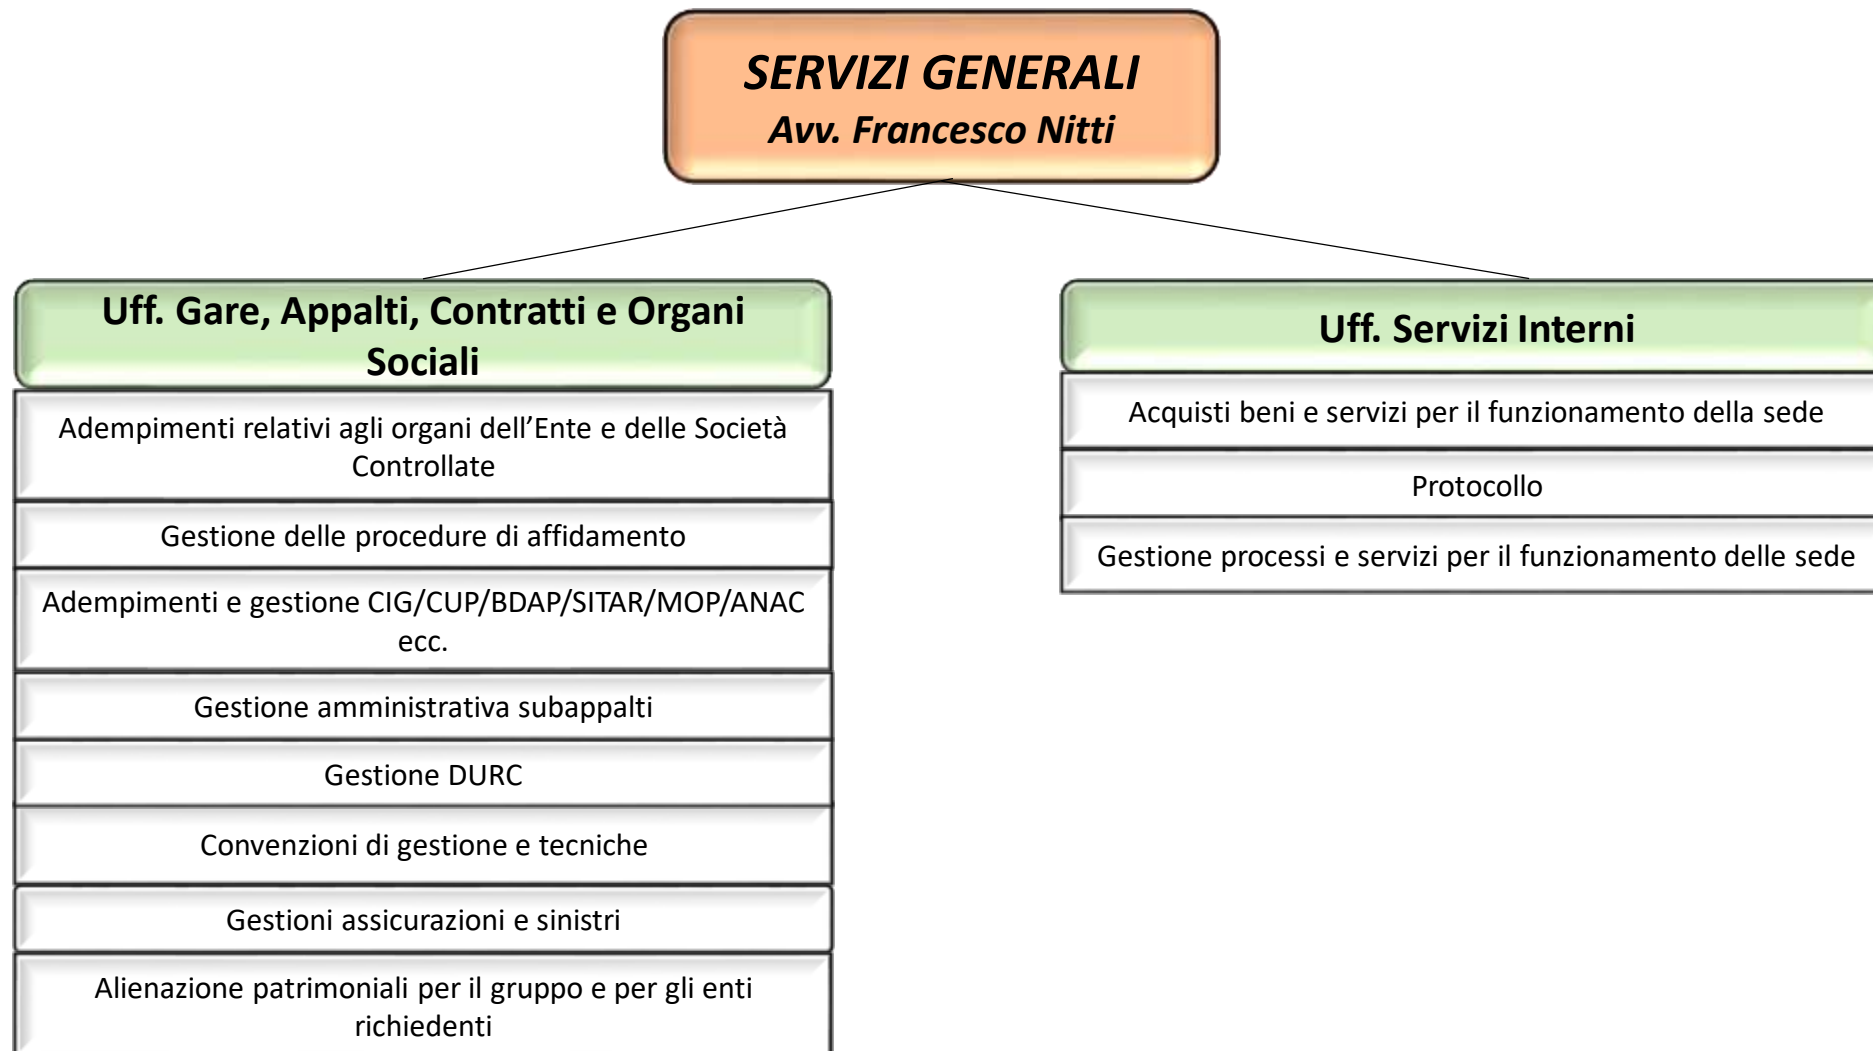 SERVIZI GENERALI
Avv. Francesco Nitti
Uff. Gare, Appalti, Contratti e Organi
Sociali
Adempimenti relativi agli organi dell’Ente e delle Società
Controllate
Gestione delle procedure di affidamento
Adempimenti e gestione CIG/CUP/BDAP/SITAR/MOP/ANAC
ecc.
Gestione amministrativa subappalti
Gestione DURC
Convenzioni di gestione e tecniche
Gestioni assicurazioni e sinistri
Alienazione patrimoniali per il gruppo e per gli enti
richiedenti
Uff. Servizi Interni
Acquisti beni e servizi per il funzionamento della sede
Protocollo
Gestione processi e servizi per il funzionamento delle sede